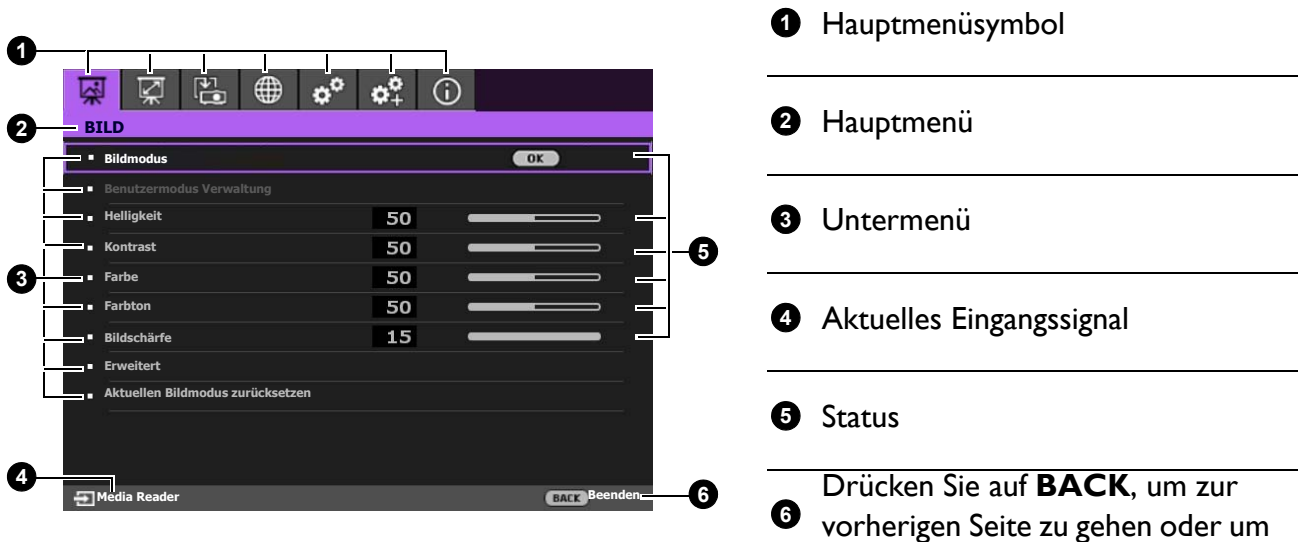 1
2
BILD
Bildmodus OK
Benutzermodus Verwaltung
Helligkeit 50
Kontrast 50
5
3
Farbe 50
Farbton 50
Bildschärfe 15
Erweitert
Aktuellen Bildmodus zurücksetzen
4
Media Reader
BACK Beenden
6
1 Hauptmenüsymbol
2 Hauptmenü
3 Untermenü
4 Aktuelles Eingangssignal
5 Status
6 Drücken Sie auf BACK, um zur
vorherigen Seite zu gehen oder um